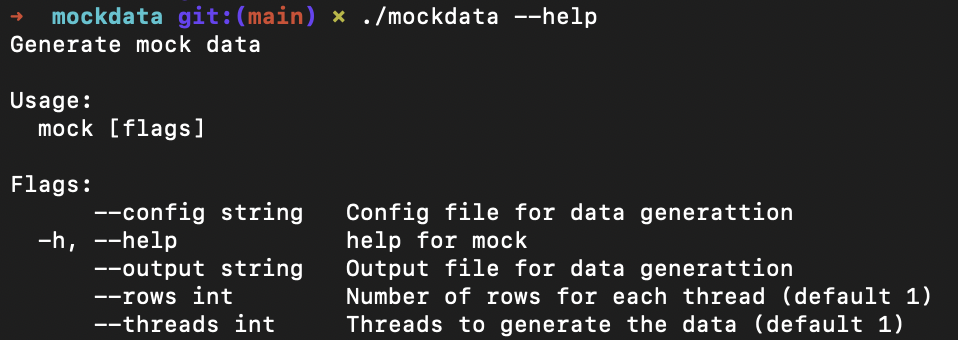 ➜  mockdata git:(main) ✗ ./mockdata --help
Generate mock data

Usage:
  mock [flags]

Flags:
      --config string   Config file for data generattion
  -h, --help            help for mock
      --output string   Output file for data generattion
      --rows int        Number of rows for each thread (default 1)
      --threads int     Threads to generate the data (default 1)